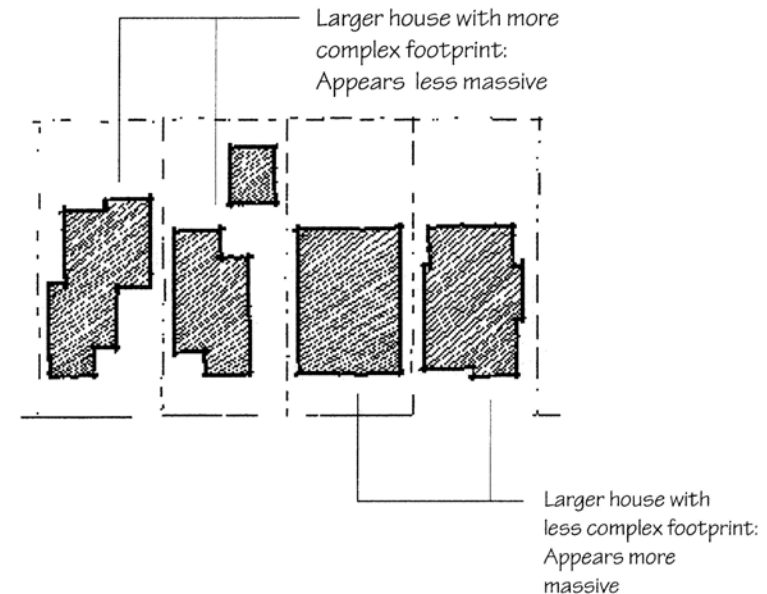 Larger house with more
complex footprint:
Appears less massive
Larger house with
less complex footprint:
Appears more
massive